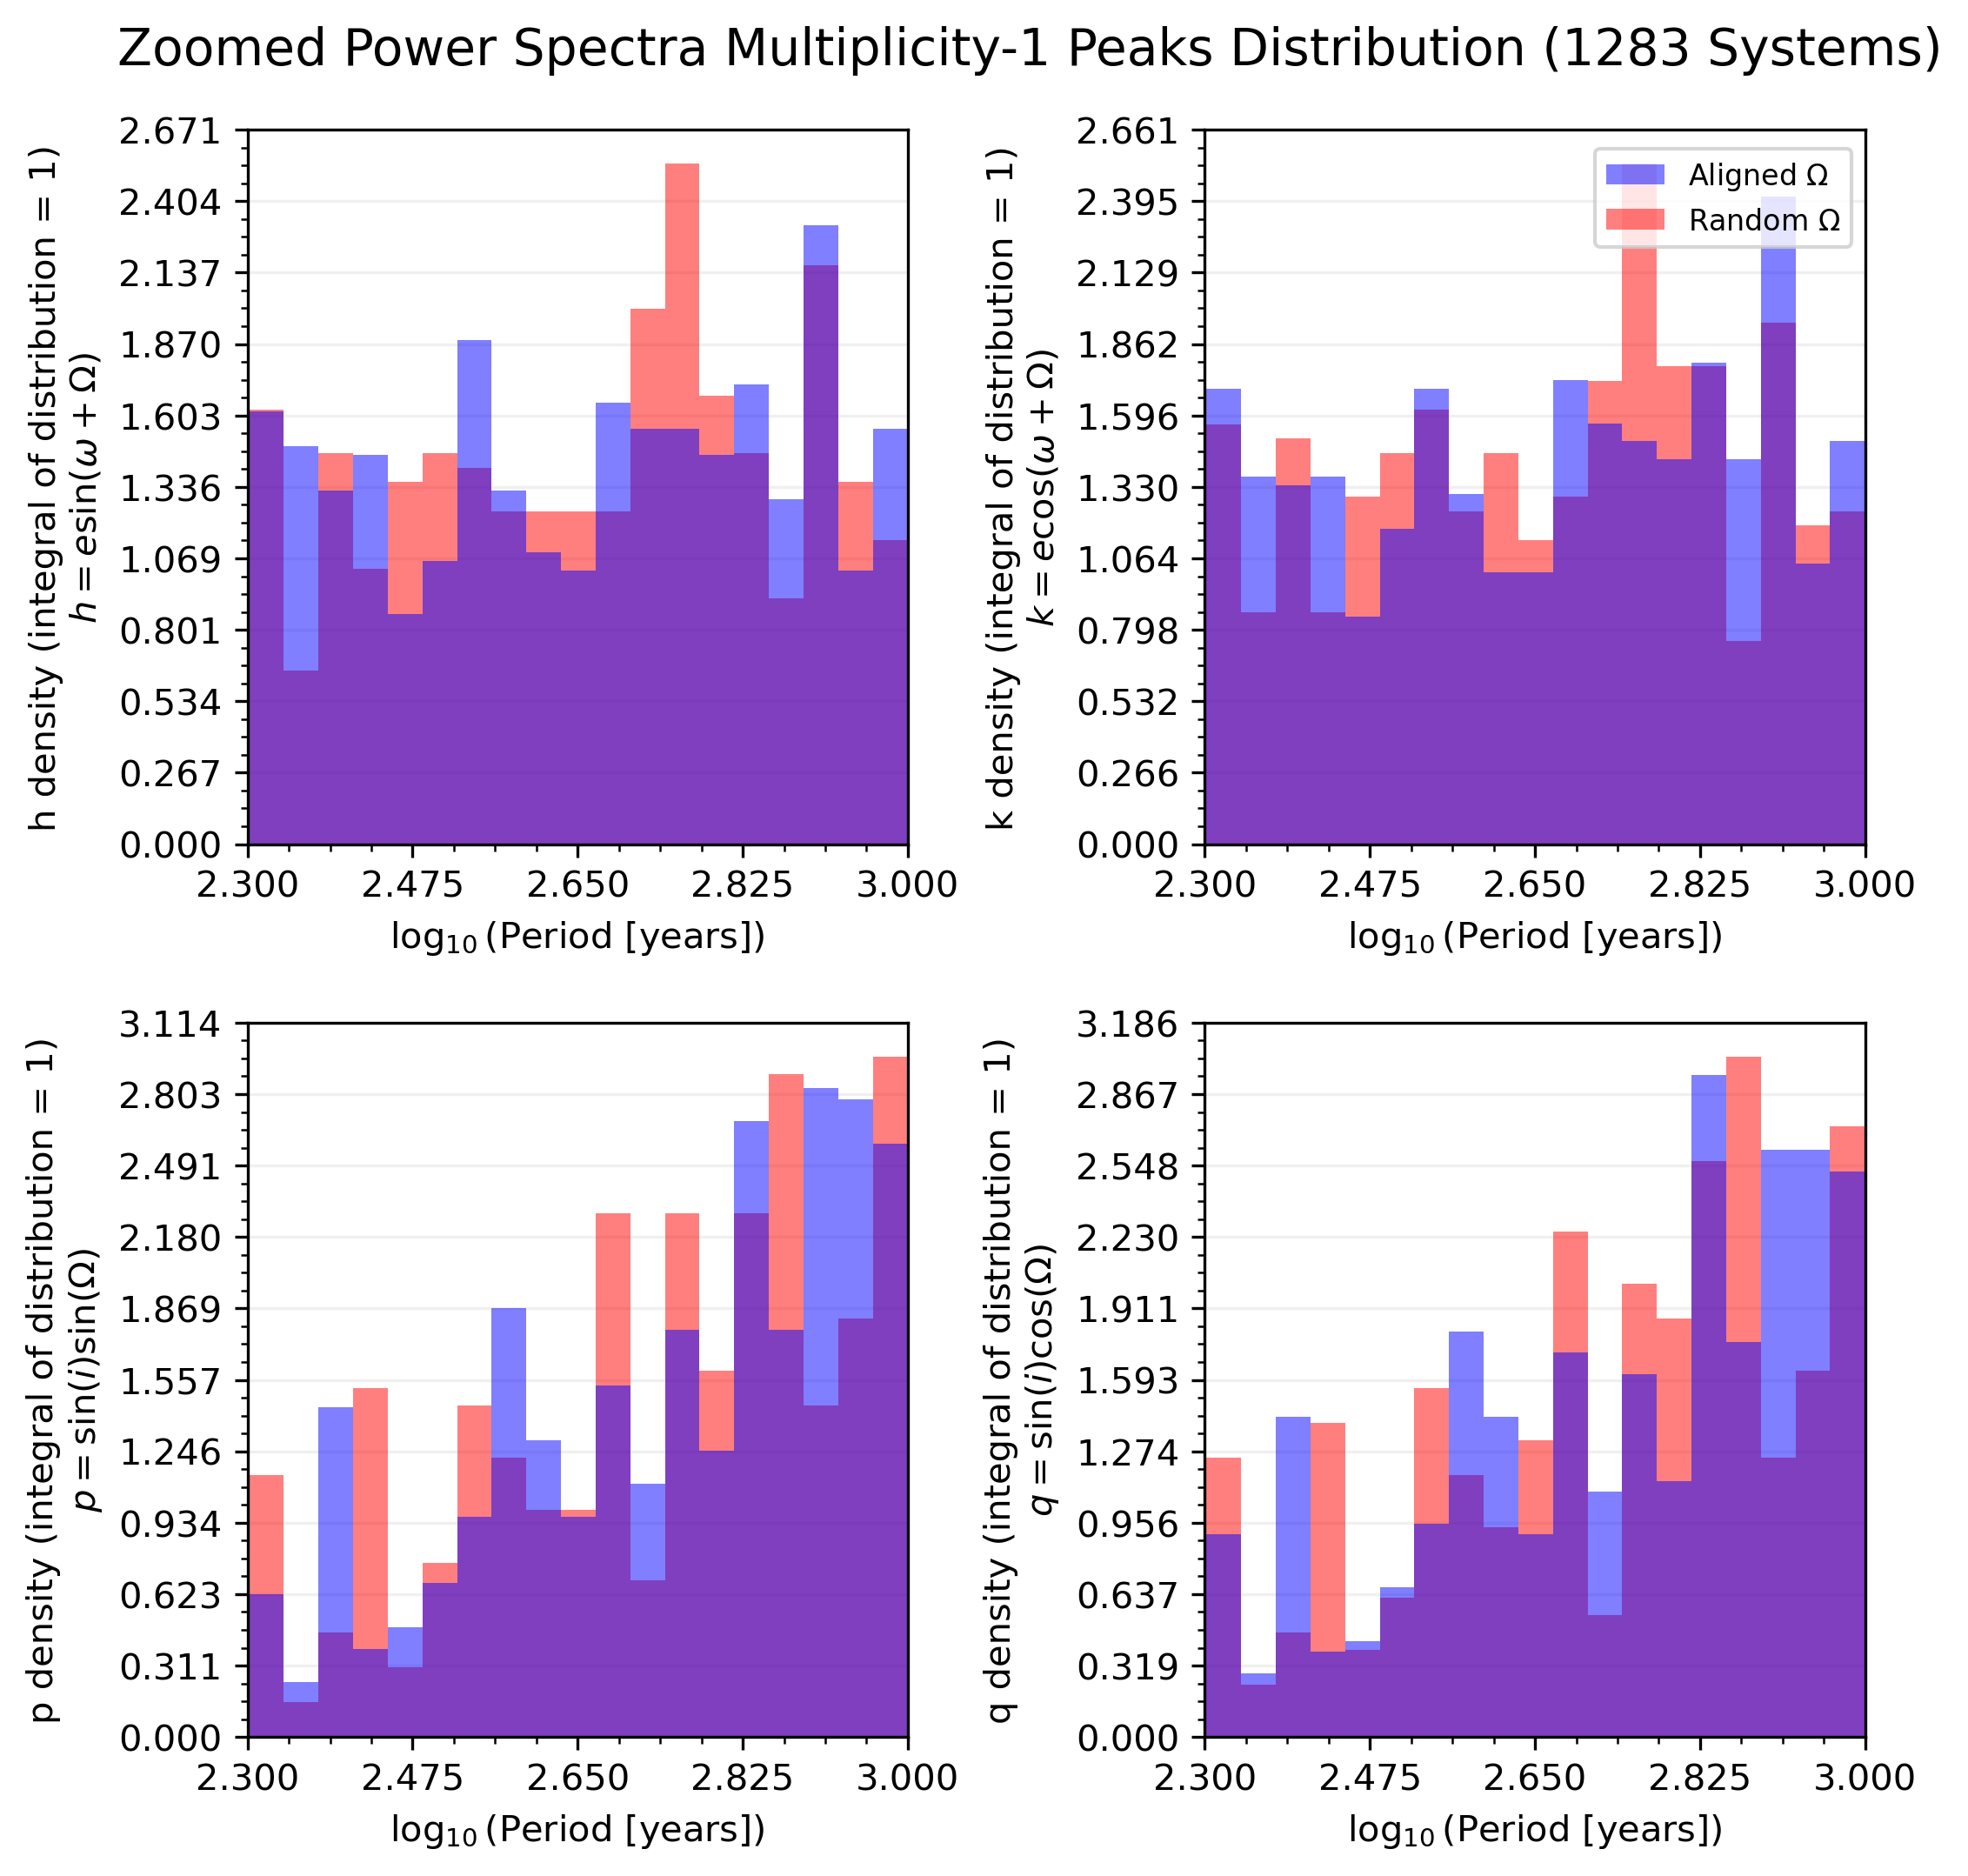 Zoomed Power Spectra Multiplicity-1 Peaks Distribution (1283 Systems)
h density (integral of distribution = 1)
h = esin(ω + Ω)
2.671
2.404
2.137
1.870
1.603
1.336
1.069
0.801
0.534
0.267
0.000
2.300 2.475 2.650 2.825 3.000
log₁₀(Period [years])
k density (integral of distribution = 1)
k = ecos(ω + Ω)
2.661
2.395
2.129
1.862
1.596
1.330
1.064
0.798
0.532
0.266
0.000
Aligned Ω
Random Ω
2.300 2.475 2.650 2.825 3.000
log₁₀(Period [years])
p density (integral of distribution = 1)
p = sin(i)sin(Ω)
3.114
2.803
2.491
2.180
1.869
1.557
1.246
0.934
0.623
0.311
0.000
2.300 2.475 2.650 2.825 3.000
log₁₀(Period [years])
q density (integral of distribution = 1)
q = sin(i)cos(Ω)
3.186
2.867
2.548
2.230
1.911
1.593
1.274
0.956
0.637
0.319
0.000
2.300 2.475 2.650 2.825 3.000
log₁₀(Period [years])